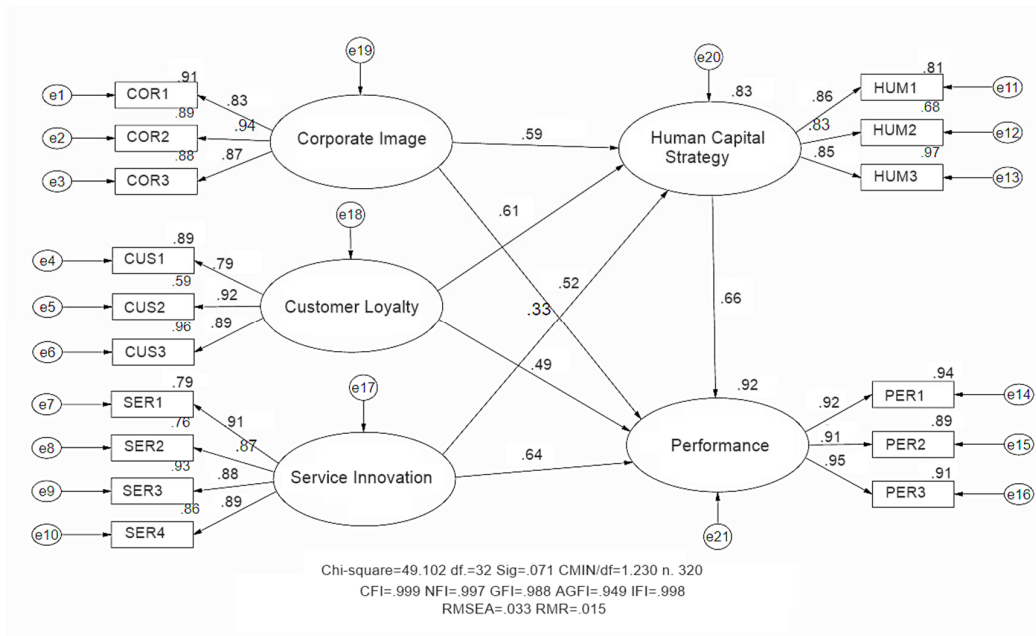 e19
e20
.91
.83
.81
e1
COR1
.83
.86
HUM1
e11
.89
.94
.83
.68
e2
COR2
Corporate Image
.59
Human Capital
Strategy
HUM2
e12
.88
.87
.85
.97
e3
COR3
HUM3
e13
e18
.61
.89
e4
CUS1
.79
.59
.52
e5
CUS2
.92
Customer Loyalty
.33
.66
.96
.89
e6
CUS3
.49
.79
e17
.92
.94
e7
SER1
.91
.92
PER1
e14
.76
.87
.89
e8
SER2
.91
PER2
e15
Performance
.93
.88
.64
.95
.91
e9
SER3
Service Innovation
PER3
e16
.86
.89
e10
SER4
e21
Chi-square=49.102 df.=32 Sig=.071 CMIN/df=1.230 n. 320
CFI=.999 NFI=.997 GFI=.988 AGFI=.949 IFI=.998
RMSEA=.033 RMR=.015